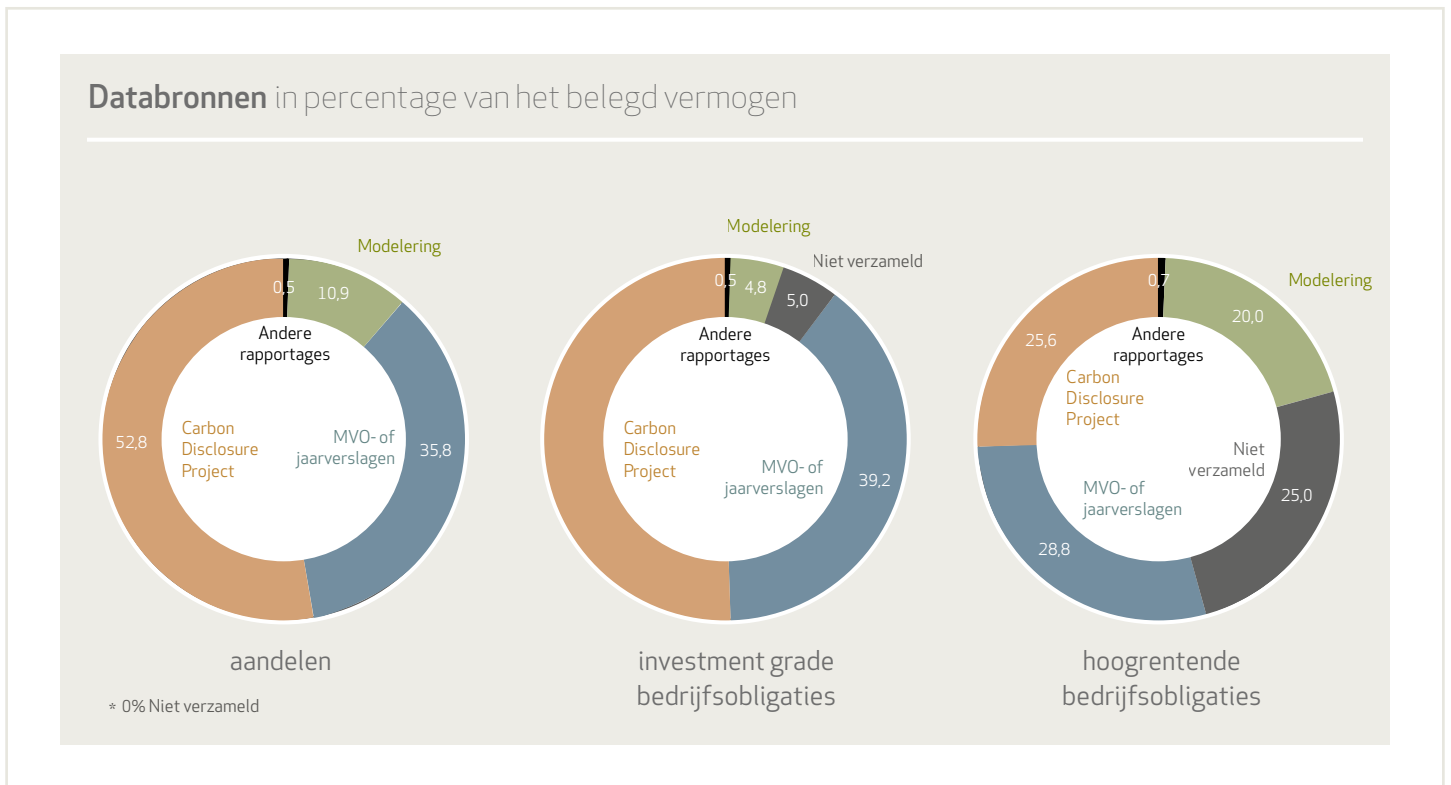 Databronnen in percentage van het belegd vermogen
Modelering
0,5
10,9
Andere
rapportages
52,8
Carbon
Disclosure
Project
MVO- of
jaarverslagen
35,8
aandelen
* 0% Niet verzameld
Modelering
Niet verzameld
0,5
4,8
5,0
Andere
rapportages
Carbon
Disclosure
Project
MVO- of
jaarverslagen
39,2
investment grade
bedrijfsobligaties
Modelering
0,7
20,0
25,6
Andere
rapportages
Carbon
Disclosure
Project
Niet
verzameld
25,0
MVO- of
jaarverslagen
28,8
hoogrentende
bedrijfsobligaties